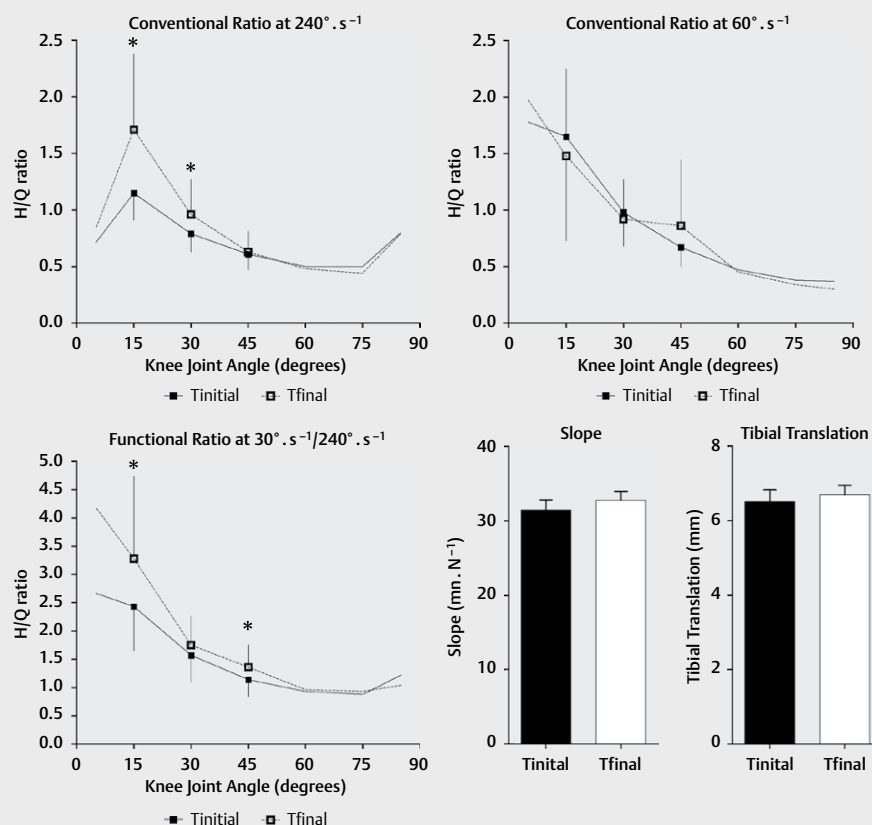 Conventional Ratio at 240°.s⁻¹
*
*
2.5
2.0
1.5
1.0
0.5
0.0
H/Q ratio
0 15 30 45 60 75 90
Knee Joint Angle (degrees)
Tinitial Tfinal
Conventional Ratio at 60°.s⁻¹
2.5
2.0
1.5
1.0
0.5
0.0
H/Q ratio
0 15 30 45 60 75 90
Knee Joint Angle (degrees)
Tinitial Tfinal
Functional Ratio at 30°.s⁻¹/240°.s⁻¹
*
*
5.0
4.5
4.0
3.5
3.0
2.5
2.0
1.5
1.0
0.5
0.0
H/Q ratio
0 15 30 45 60 75 90
Knee Joint Angle (degrees)
Tinitial Tfinal
Slope
40
30
20
10
0
Slope (mn. N⁻¹)
Tinital Tfinal
Tibial Translation
8
6
4
2
0
Tibial Translation (mm)
Tinital Tfinal